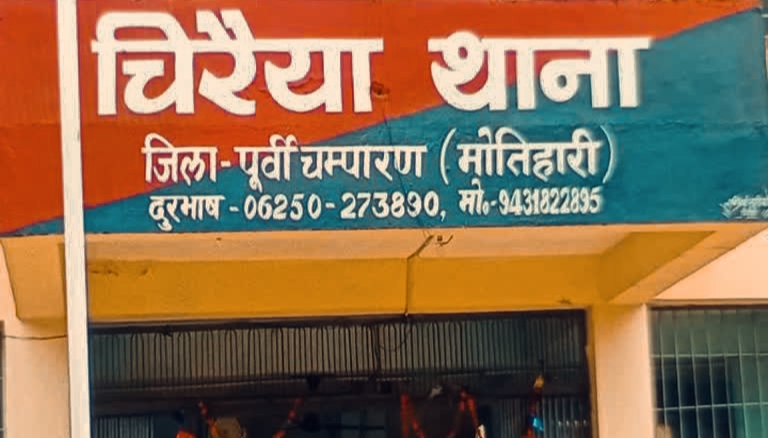 चिरैया थाना
जिला-पूर्वी चम्पारण (मोतिहारी)
दुरभाष -06250-273890, मो॰-9431822895